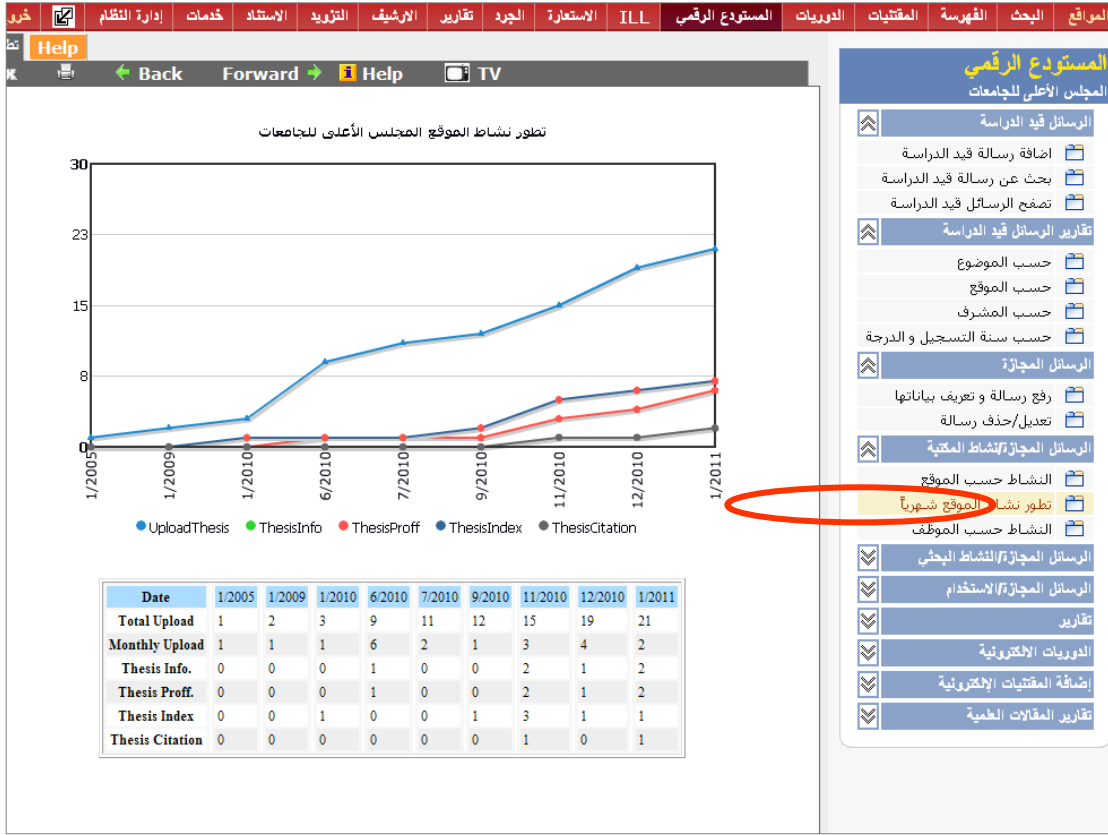 المواقع البحث الفهرسة المقتنيات الدوريات المستودع الرقمي ILL الاستعارة الجرد تقارير الارشيف التزويد الاستناد خدمات إدارة النظام
Help
Back Forward Help TV
المستودع الرقمي
المجلس الأعلى للجامعات
الرسائل قيد الدراسة
اضافة رسالة قيد الدراسة
بحث عن رسالة قيد الدراسة
تصفح الرسائل قيد الدراسة
تقارير الرسائل قيد الدراسة
حسب الموضوع
حسب الموقع
حسب المشرف
حسب سنة التسجيل و الدرجة
الرسائل المجازة
رفع رسالة و تعريف بياناتها
تعديل/حذف رسالة
الرسائل المجازة/نشاط المكتبة
النشاط حسب الموقع
تطور نشاط الموقع شهرياً
النشاط حسب الموظف
الرسائل المجازة/النشاط البحثي
الرسائل المجازة/الاستخدام
تقارير
الدوريات الالكترونية
إضافة المقتنيات الإلكترونية
تقارير المقالات العلمية
تطور نشاط الموقع المجلس الأعلى للجامعات
30
23
15
8
0
1/2005 1/2009 1/2010 6/2010 7/2010 9/2010 11/2010 12/2010 1/2011
UploadThesis ThesisInfo ThesisProff ThesisIndex ThesisCitation
Date 1/2005 1/2009 1/2010 6/2010 7/2010 9/2010 11/2010 12/2010 1/2011
Total Upload 1 2 3 9 11 12 15 19 21
Monthly Upload 1 1 1 6 2 1 3 4 2
Thesis Info. 0 0 0 1 0 0 2 1 2
Thesis Proff. 0 0 0 1 0 0 2 1 2
Thesis Index 0 0 1 0 0 1 3 1 1
Thesis Citation 0 0 0 0 0 0 1 0 1